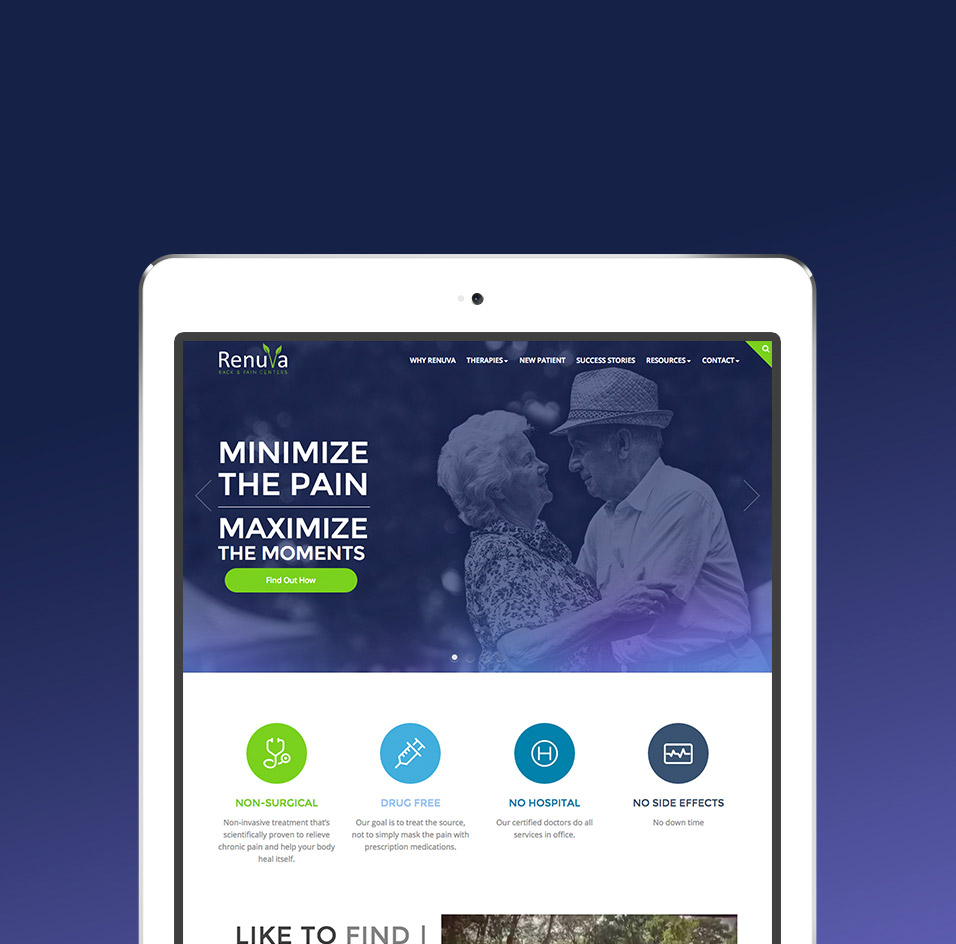 Renuva
BACK & PAIN CENTERS
WHY RENUVA THERAPIES NEW PATIENT SUCCESS STORIES RESOURCES CONTACT
MINIMIZE
THE PAIN
MAXIMIZE
THE MOMENTS
Find Out How
NON-SURGICAL
Non-invasive treatment that's
scientifically proven to relieve
chronic pain and help your body
heal itself.
DRUG FREE
Our goal is to treat the source,
not to simply mask the pain with
prescription medications.
H
NO HOSPITAL
Our certified doctors do all
services in office.
NO SIDE EFFECTS
No down time
LIKE TO FIND |